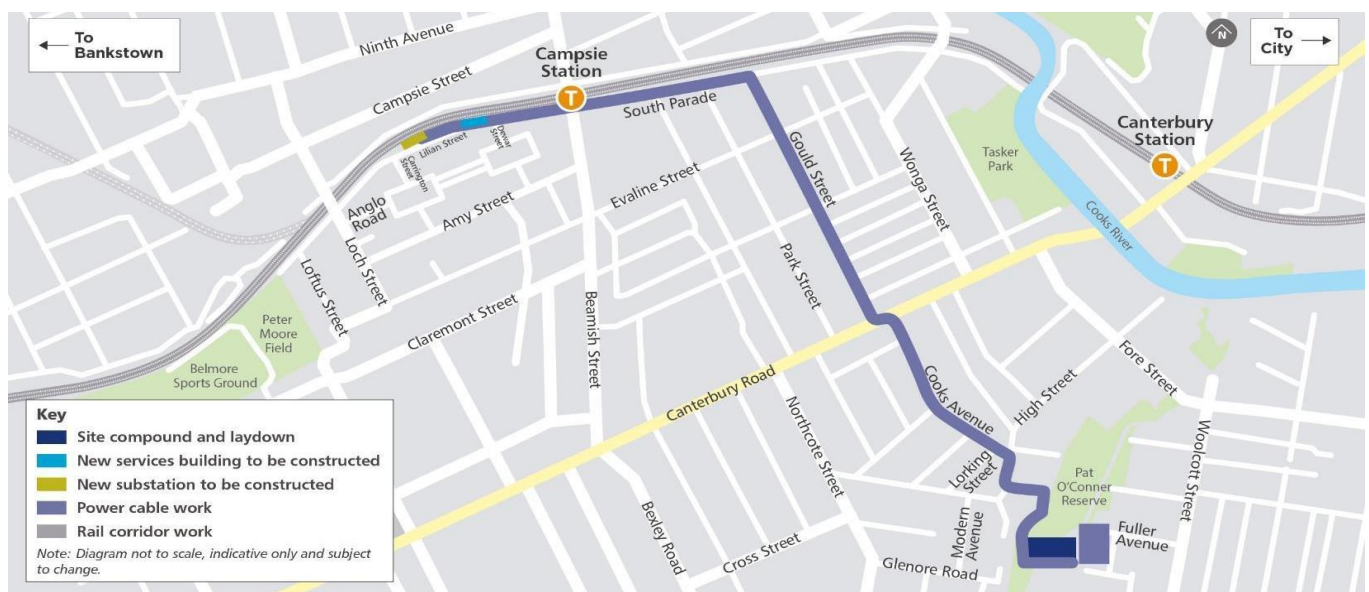 To
Bankstown
Ninth Avenue
Campsie
Station
T
Campsie Street
South Parade
N
To
City
Canterbury
Station
T
Lilian Street
Dewar
Street
Carrington
Street
Anglo
Road
Amy Street
Evaline Street
Gould Street
Wonga Street
Tasker
Park
Cooks River
Loch Street
Loftus Street
Peter
Moore
Field
Belmore
Sports Ground
Claremont Street
Beamish Street
Park Street
Canterbury Road
Cooks Avenue
High Street
Fore Street
Woolcott Street
Northcote Street
Lorking
Street
Pat
O'Conner
Reserve
Bexley Road
Cross Street
Modern
Avenue
Glenore Road
Fuller
Avenue
Key
Site compound and laydown
New services building to be constructed
New substation to be constructed
Power cable work
Rail corridor work
Note: Diagram not to scale, indicative only and subject
to change.